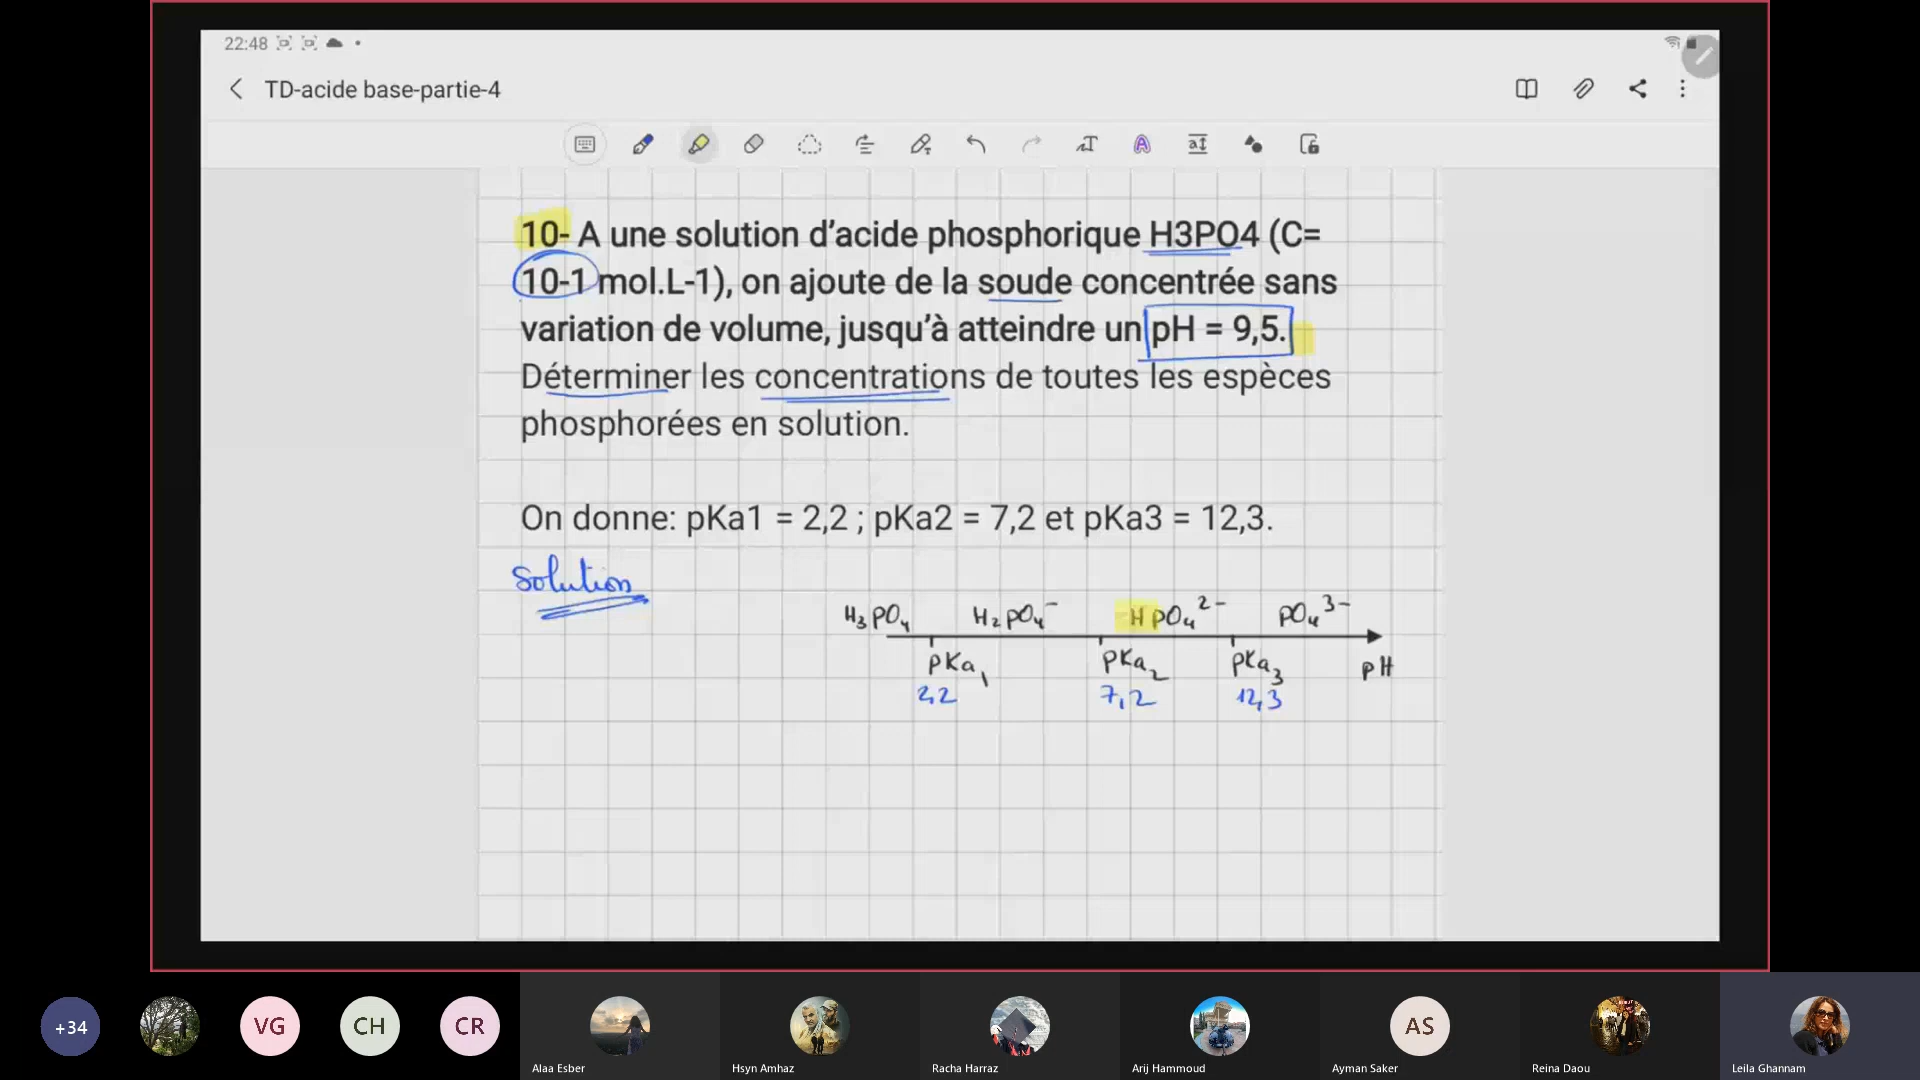 22:48
TD-acide base-partie-4
10- A une solution d'acide phosphorique H3PO4 (C=
10-1 mol.L-1), on ajoute de la soude concentrée sans
variation de volume, jusqu'à atteindre un pH = 9,5.
Déterminer les concentrations de toutes les espèces
phosphorées en solution.
On donne: pKa1 = 2,2 ; pKa2 = 7,2 et pKa3 = 12,3.
Solution
H₃PO₄ H₂PO₄⁻ HPO₄²⁻ PO₄³⁻
pKa₁ pKa₂ pKa₃ pH
2,2 7,2 12,3
+34 VG CH CR AS
Alaa Esber Hsyn Amhaz Racha Harraz Arij Hammoud Ayman Saker Reina Daou Leila Ghannam